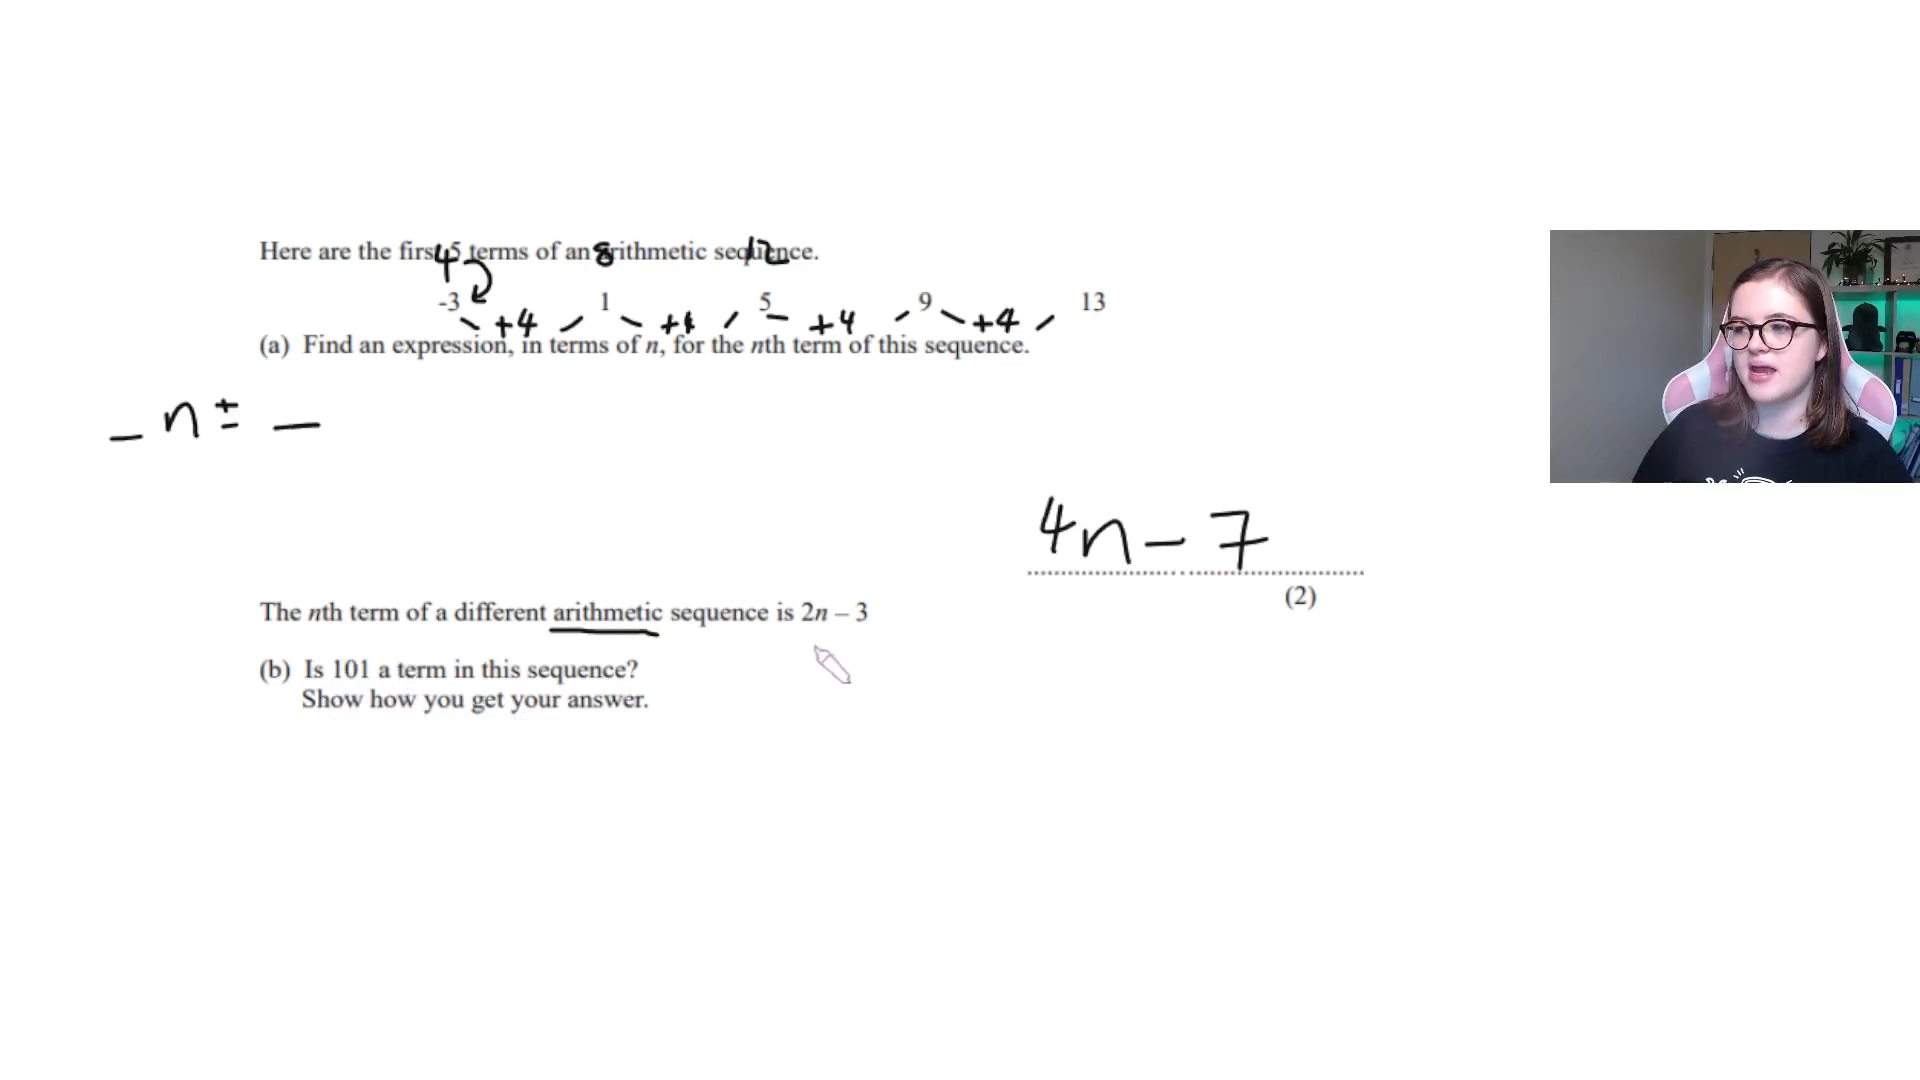 Here are the first 5 terms of an arithmetic sequence.
4 8 12
-3 1 5 9 13
+4 +4 +4 +4
(a) Find an expression, in terms of n, for the nth term of this sequence.
_ n ± _
4n - 7
(2)
The nth term of a different arithmetic sequence is 2n – 3
(b) Is 101 a term in this sequence?
Show how you get your answer.